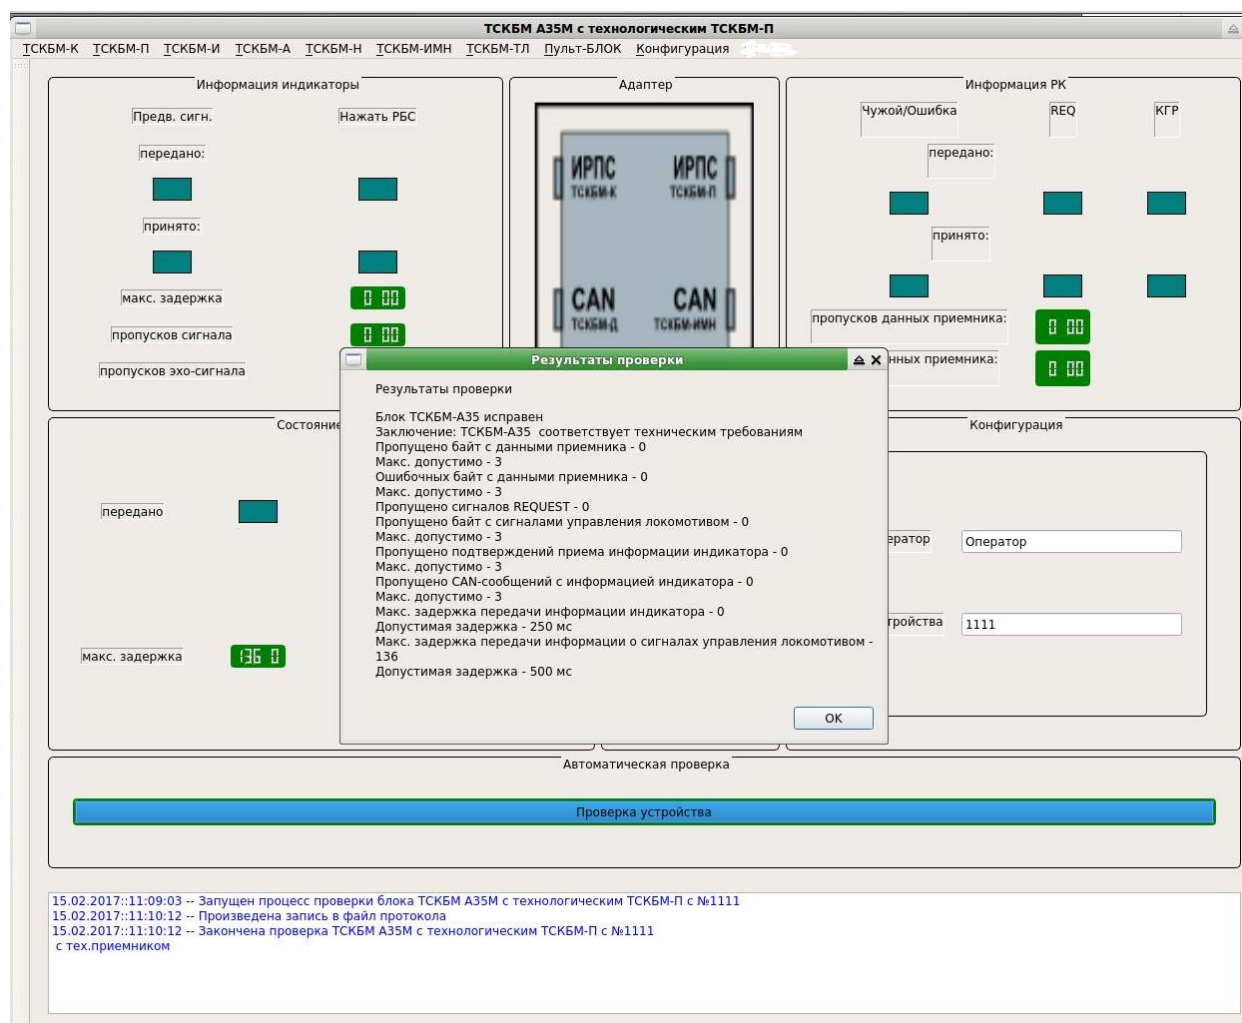 ТСКБМ А35М с технологическим ТСКБМ-П
ТСКБМ-К ТСКБМ-П ТСКБМ-И ТСКБМ-А ТСКБМ-Н ТСКБМ-ИМН ТСКБМ-ТЛ Пульт-БЛОК Конфигурация
Информация индикаторы
Предв. сигн. Нажать РБС
передано:
принято:
макс. задержка 0 00
пропусков сигнала 0 00
пропусков эхо-сигнала
Адаптер
ИРПС ИРПС
ТСКБМ-К ТСКБМ-П
CAN CAN
ТСКБМ-Д ТСКБМ-ИМН
Информация РК
Чужой/Ошибка REQ КГР
передано:
принято:
пропусков данных приемника: 0 00
нных приемника: 0 00
Состояние
передано
макс. задержка 136 0
Результаты проверки
Результаты проверки
Блок ТСКБМ-А35 исправен
Заключение: ТСКБМ-А35 соответствует техническим требованиям
Пропущено байт с данными приемника - 0
Макс. допустимо - 3
Ошибочных байт с данными приемника - 0
Макс. допустимо - 3
Пропущено сигналов REQUEST - 0
Пропущено байт с сигналами управления локомотивом - 0
Макс. допустимо - 3
Пропущено подтверждений приема информации индикатора - 0
Макс. допустимо - 3
Пропущено CAN-сообщений с информацией индикатора - 0
Макс. допустимо - 3
Макс. задержка передачи информации индикатора - 0
Допустимая задержка - 250 мс
Макс. задержка передачи информации о сигналах управления локомотивом -
136
Допустимая задержка - 500 мс
OK
Конфигурация
ератор Оператор
тройства 1111
Автоматическая проверка
Проверка устройства
15.02.2017::11:09:03 -- Запущен процесс проверки блока ТСКБМ А35М с технологическим ТСКБМ-П с №1111
15.02.2017::11:10:12 -- Произведена запись в файл протокола
15.02.2017::11:10:12 -- Закончена проверка ТСКБМ А35М с технологическим ТСКБМ-П с №1111
с тех.приемником